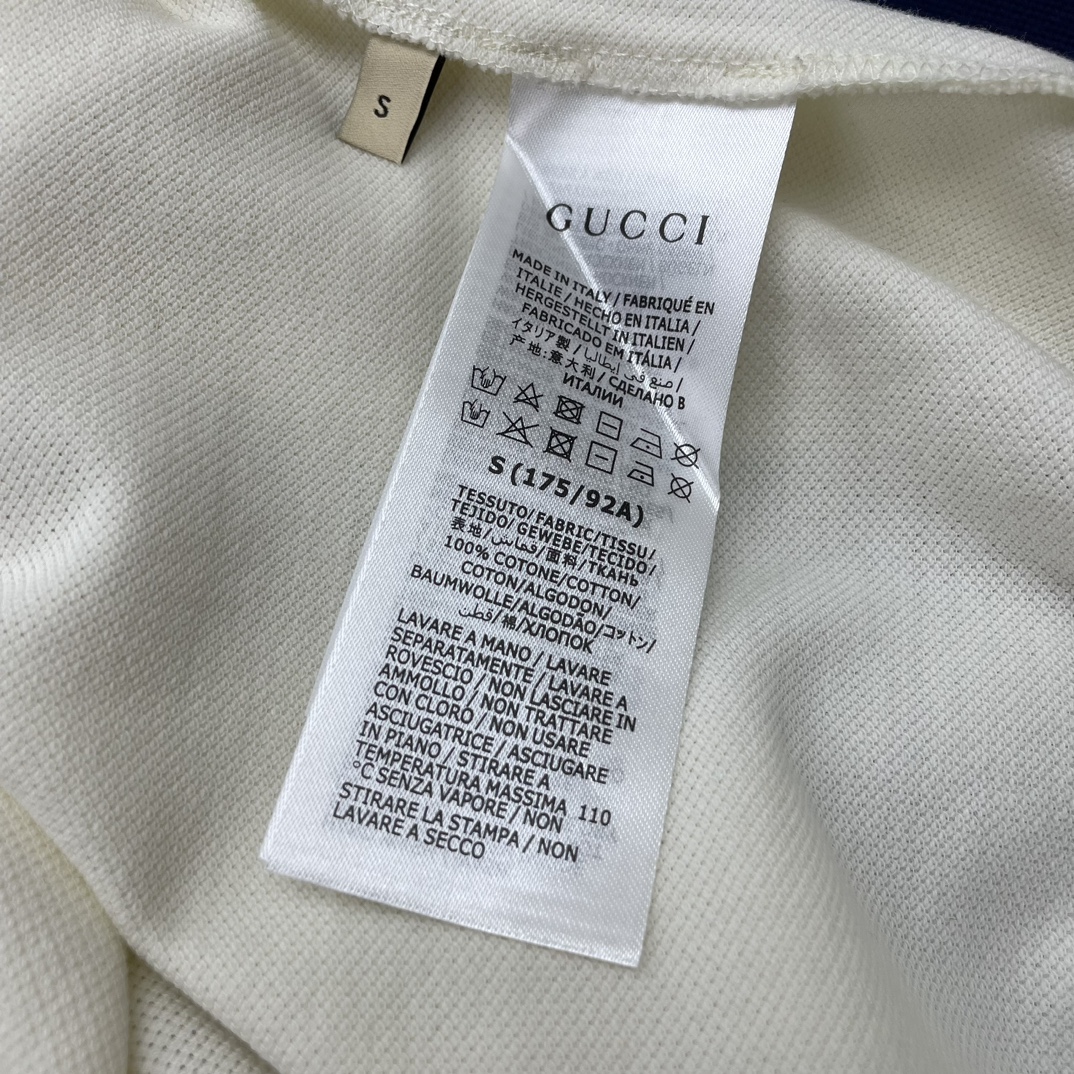 S
GUCCI
MADE IN ITALY / FABRIQUÉ EN
ITALIE / HECHO EN ITALIA /
HERGESTELLT IN ITALIEN /
FABRICADO EM ITÁLIA /
イタリア製 / صنع في إيطاليا /
产地:意大利 / СДЕЛАНО В
ИТАЛИИ
S (175/92A)
TESSUTO/ FABRIC/TISSU/
TEJIDO/ GEWEBE/TECIDO/
表地/قماش/面料/ТКАНЬ
100% COTONE/COTTON/
COTON/ALGODON/
BAUMWOLLE/ALGODÃO/コットン/
قطن/棉/ХЛОПОК
LAVARE A MANO / LAVARE
SEPARATAMENTE / LAVARE A
ROVESCIO / NON LASCIARE IN
AMMOLLO / NON TRATTARE
CON CLORO / NON USARE
ASCIUGATRICE / ASCIUGARE
IN PIANO / STIRARE A
TEMPERATURA MASSIMA 110
°C SENZA VAPORE / NON
STIRARE LA STAMPA / NON
LAVARE A SECCO